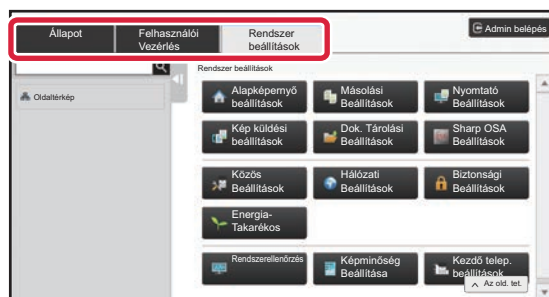 Állapot
Felhasználói
Vezérlés
Rendszer
beállítások
Admin belépés
Oldaltérkép
Rendszer beállítások
Alapképernyő
beállítások
Másolási
Beállítások
Nyomtató
Beállítások
Kép küldési
beállítások
Dok. Tárolási
Beállítások
Sharp OSA
Beállítások
Közös
Beállítások
Hálózati
Beállítások
Biztonsági
Beállítások
Energia-
Takarékos
Rendszerellenőrzés
Képminőség
Beállítása
Kezdő telep.
beállítások
Az old. tet.